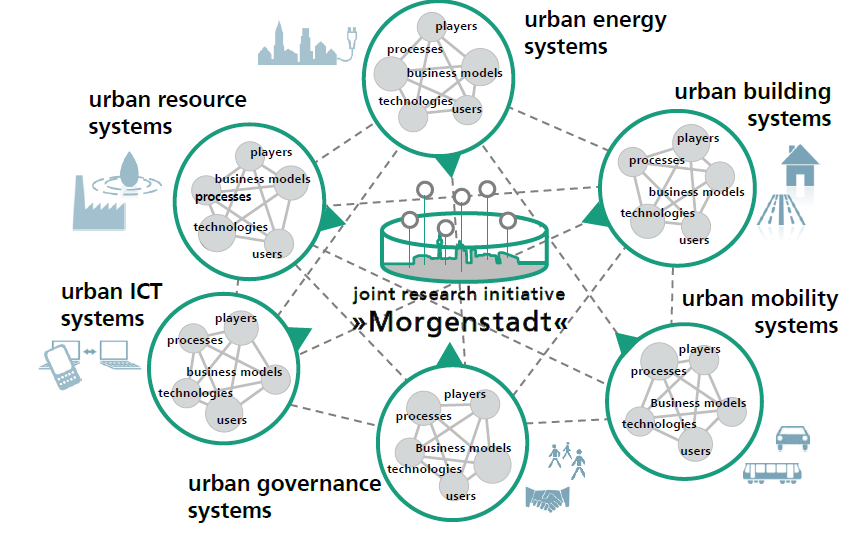 urban energy
systems
players
processes
business models
technologies
users
urban resource
systems
players
business models
processes
technologies
users
urban building
systems
players
processes
business models
technologies
users
joint research initiative
»Morgenstadt«
urban ICT
systems
players
processes
business models
technologies
users
urban mobility
systems
players
processes
Business models
technologies
users
urban governance
systems
players
processes
Business models
technologies
users